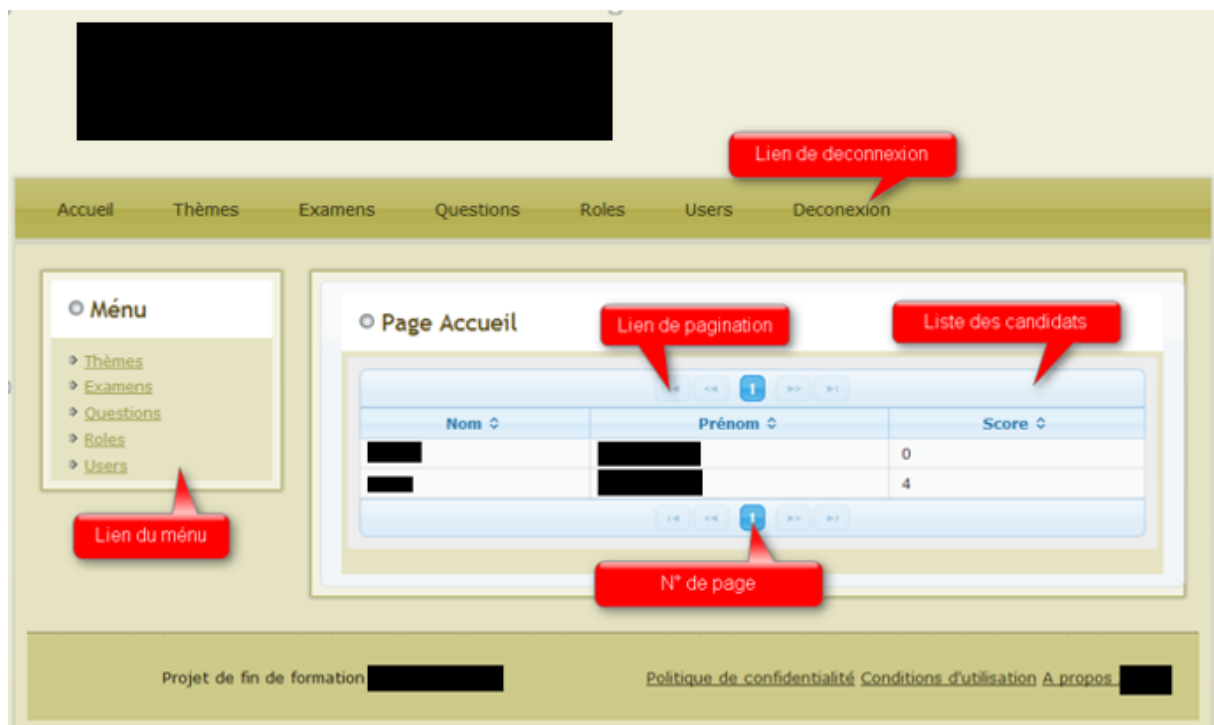 Lien de deconnexion
Accueil Thèmes Examens Questions Roles Users Deconexion
Ménu
Thèmes
Examens
Questions
Roles
Users
Lien du ménu
Page Accueil
Lien de pagination
Liste des candidats
1
Nom Prénom Score
0
4
1
N° de page
Projet de fin de formation
Politique de confidentialité Conditions d'utilisation A propos